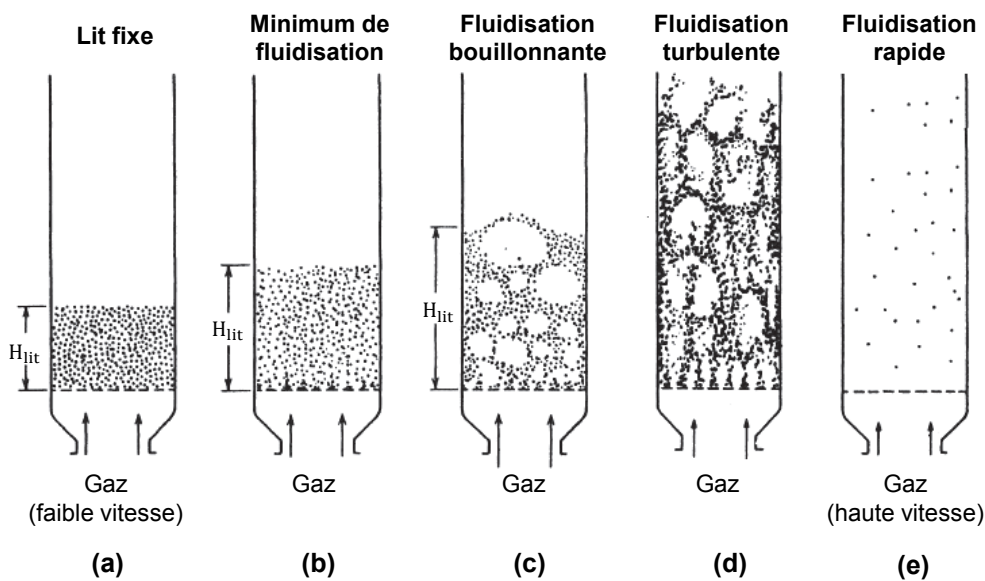 Lit fixe
Minimum de
fluidisation
Fluidisation
bouillonnante
Fluidisation
turbulente
Fluidisation
rapide
H_lit
H_lit
H_lit
Gaz
(faible vitesse)
Gaz
Gaz
Gaz
Gaz
(haute vitesse)
(a)
(b)
(c)
(d)
(e)